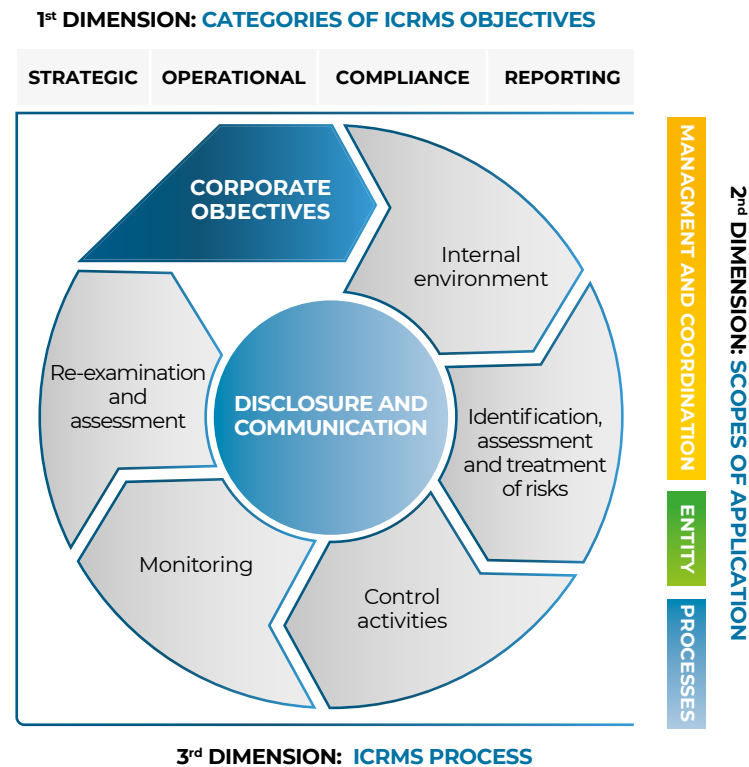 1st DIMENSION: CATEGORIES OF ICRMS OBJECTIVES
STRATEGIC OPERATIONAL COMPLIANCE REPORTING
CORPORATE
OBJECTIVES
Internal
environment
Identification,
assessment
and treatment
of risks
Control
activities
Monitoring
Re-examination
and
assessment
DISCLOSURE AND
COMMUNICATION
MANAGMENT AND COORDINATION
ENTITY
PROCESSES
2nd DIMENSION: SCOPES OF APPLICATION
3rd DIMENSION: ICRMS PROCESS